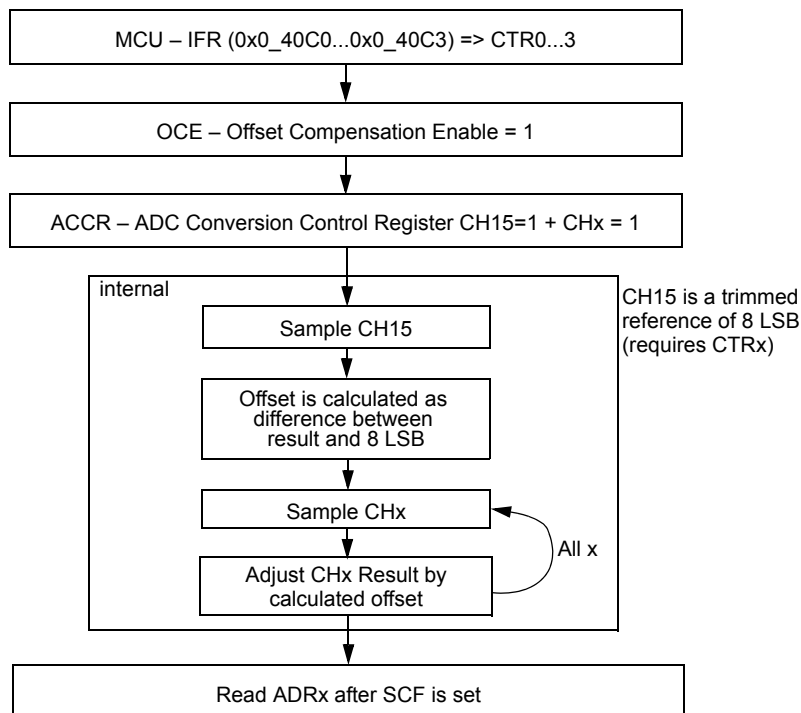 MCU – IFR (0x0_40C0...0x0_40C3) => CTR0...3
OCE – Offset Compensation Enable = 1
ACCR – ADC Conversion Control Register CH15=1 + CHx = 1
internal
CH15 is a trimmed
reference of 8 LSB
(requires CTRx)
Sample CH15
Offset is calculated as
difference between
result and 8 LSB
Sample CHx
All x
Adjust CHx Result by
calculated offset
Read ADRx after SCF is set